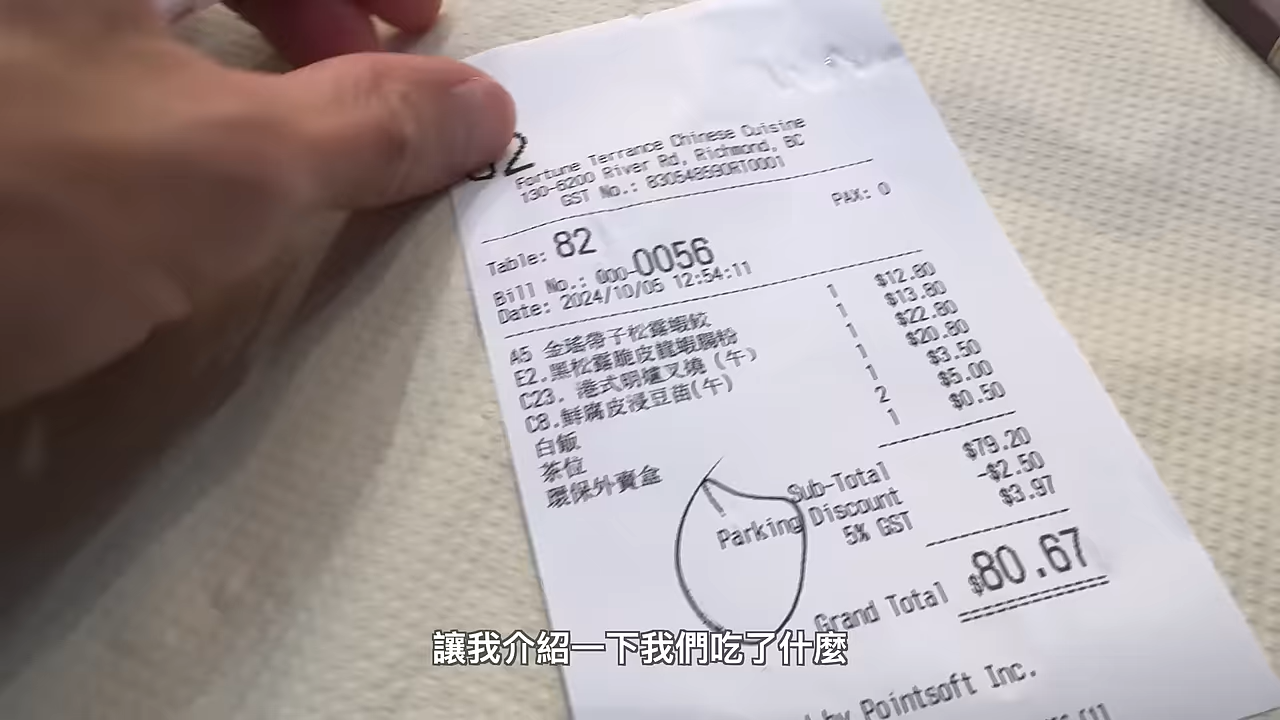 82
Fortune Terrance Chinese Cuisine
130-6200 River Rd, Richmond, BC
GST No.: 830648690RT0001
PAX: 0
Table: 82
Bill No.: 000-0056
Date: 2024/10/05 12:54:11
A5 金瑤帶子松露蝦餃 1 $12.80
E2.黑松露脆皮龍蝦腸粉 1 $13.80
C23. 港式明爐叉燒 (午) 1 $22.80
C8.鮮腐皮浸豆苗(午) 1 $20.80
白飯 1 $3.50
茶位 2 $5.00
環保外賣盒 1 $0.50
Sub-Total $79.20
Parking Discount -$2.50
5% GST $3.97
Grand Total $80.67
by Pointsoft Inc.
讓我介紹一下我們吃了什麼